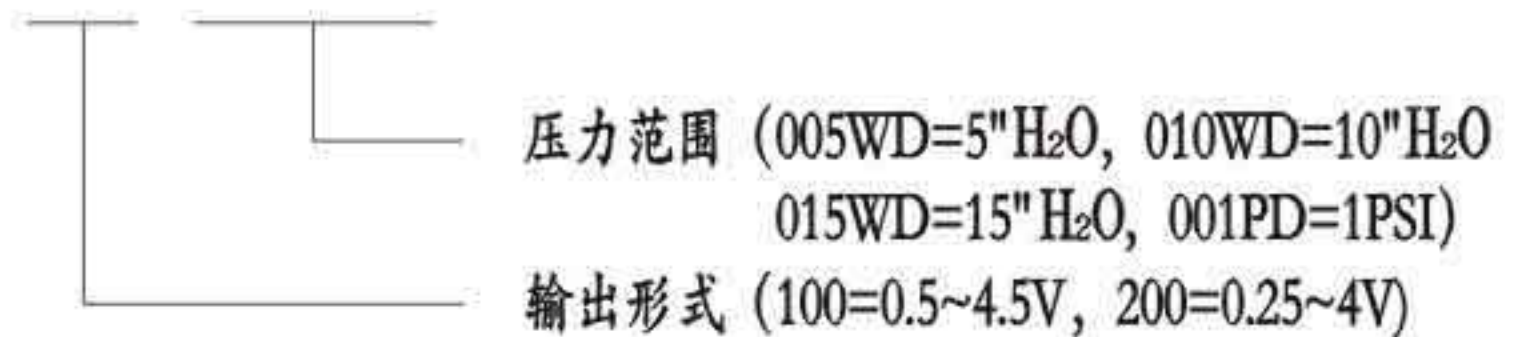 压力范围 (005WD=5"H₂O, 010WD=10"H₂O
015WD=15"H₂O, 001PD=1PSI)
输出形式 (100=0.5~4.5V, 200=0.25~4V)